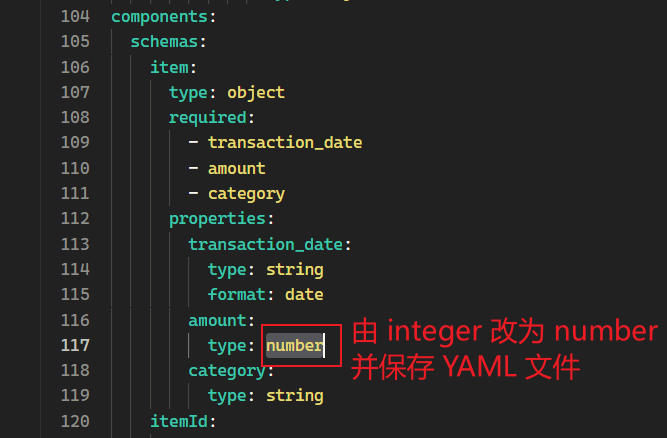 104 components:
105 schemas:
106 item:
107 type: object
108 required:
109 - transaction_date
110 - amount
111 - category
112 properties:
113 transaction_date:
114 type: string
115 format: date
116 amount:
117 type: number
118 category:
119 type: string
120 itemId:
由 integer 改为 number
并保存 YAML 文件